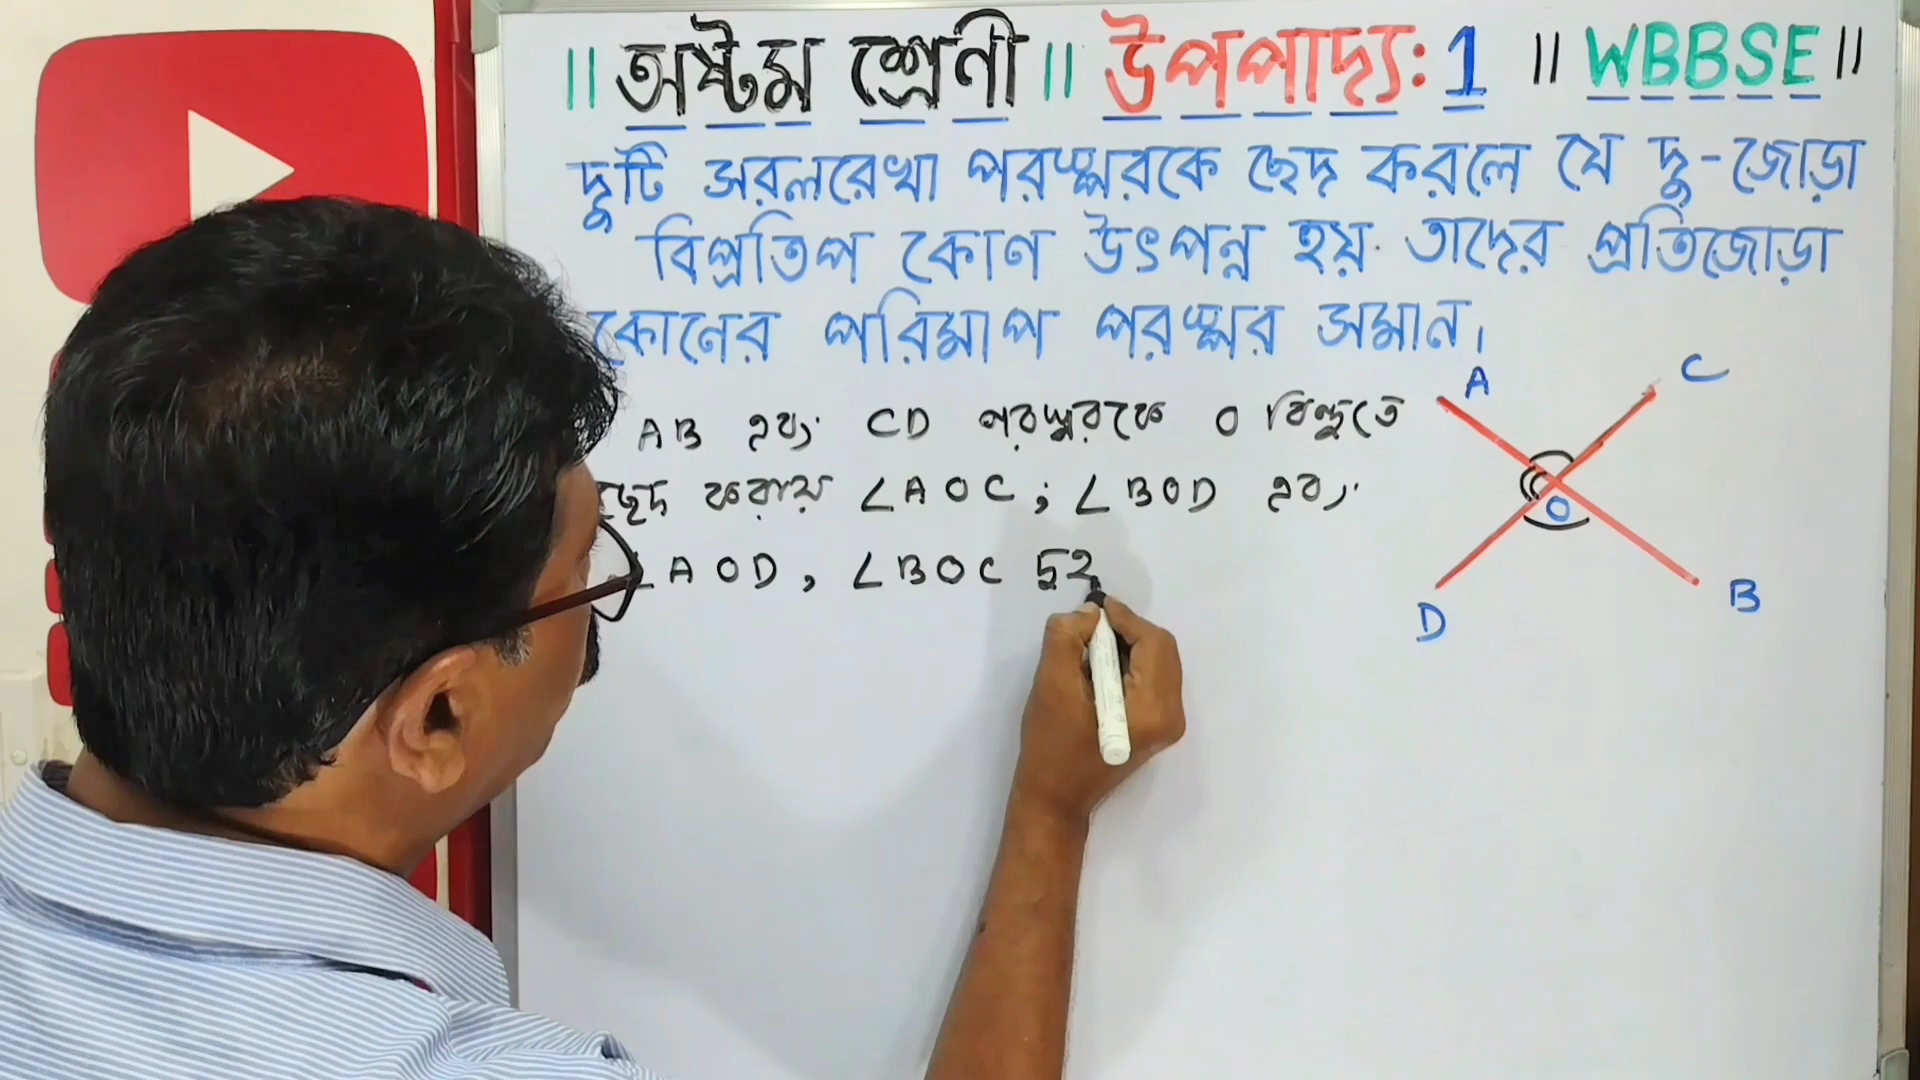 || অষ্টম শ্রেণী || উপপাদ্য: 1 || WBBSE ||
দুটি সরলরেখা পরস্পরকে ছেদ করলে যে দু-জোড়া
বিপ্রতিপ কোণ উৎপন্ন হয় তাদের প্রতিজোড়া
কোনের পরিমাপ পরস্পর সমান।
AB এবং CD পরস্পরকে O বিন্দুতে
ছেদ করায় ∠AOC; ∠BOD এবং
∠AOD, ∠BOC
A
C
O
D
B